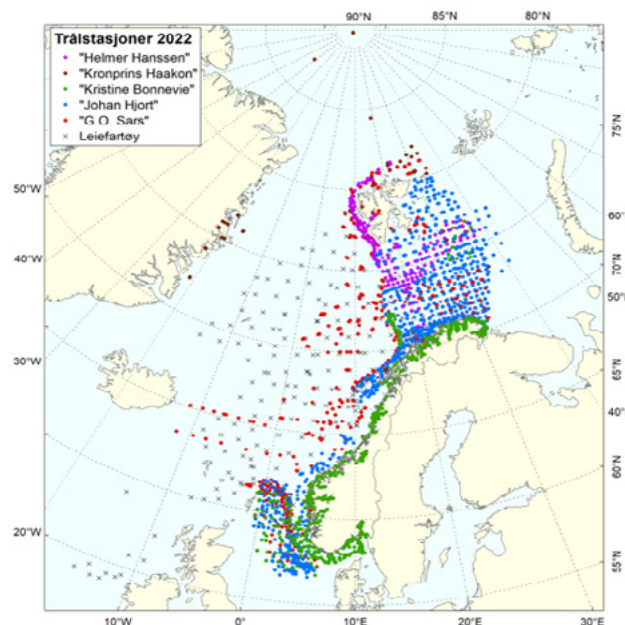 90°N 85°N 80°N
Trålstasjoner 2022
"Helmer Hanssen"
"Kronprins Haakon"
"Kristine Bonnevie"
"Johan Hjort"
"G.O. Sars"
Leiefartøy
75°N
50°W
60°
40°W
70°N
50°
30°W
65°N
40°
60°N
20°W
55°N
10°W 0° 10°E 20°E 30°E